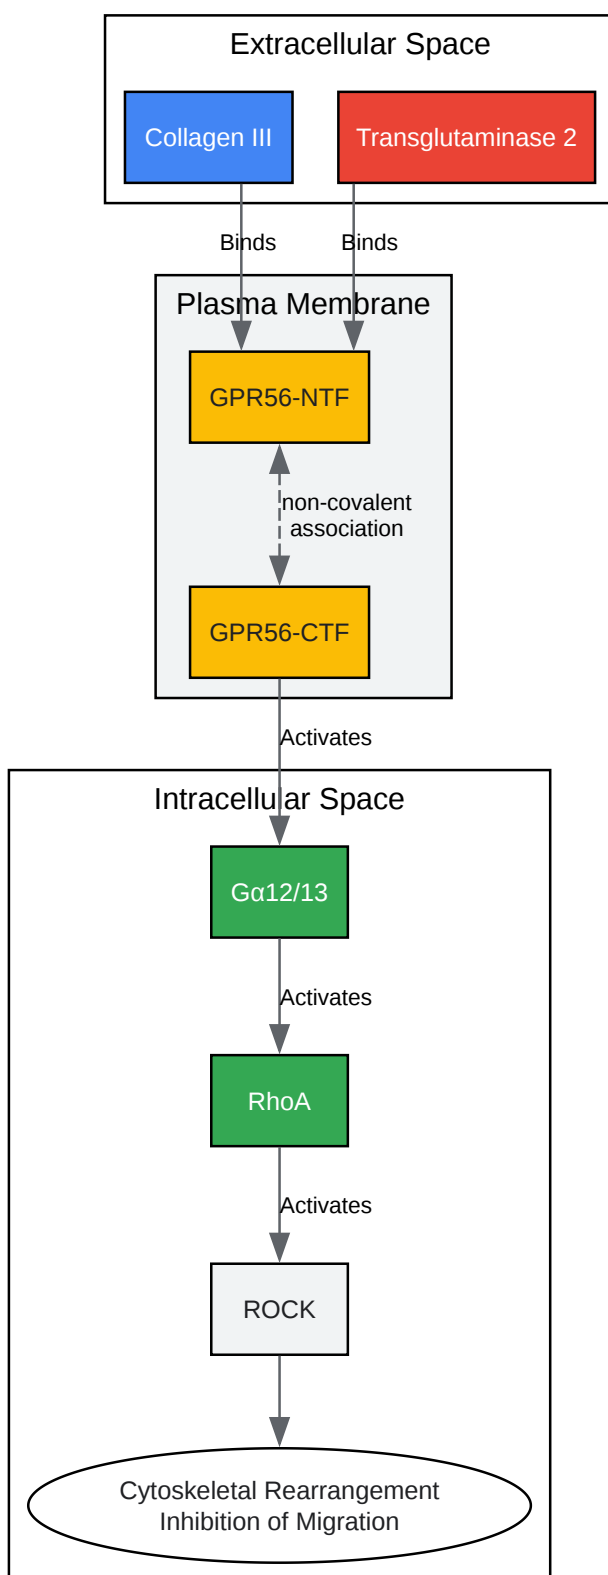 Extracellular Space
Collagen III
Transglutaminase 2
Binds
Binds
Plasma Membrane
GPR56-NTF
non-covalent
association
GPR56-CTF
Activates
Intracellular Space
Gα12/13
Activates
RhoA
Activates
ROCK
Cytoskeletal Rearrangement
Inhibition of Migration